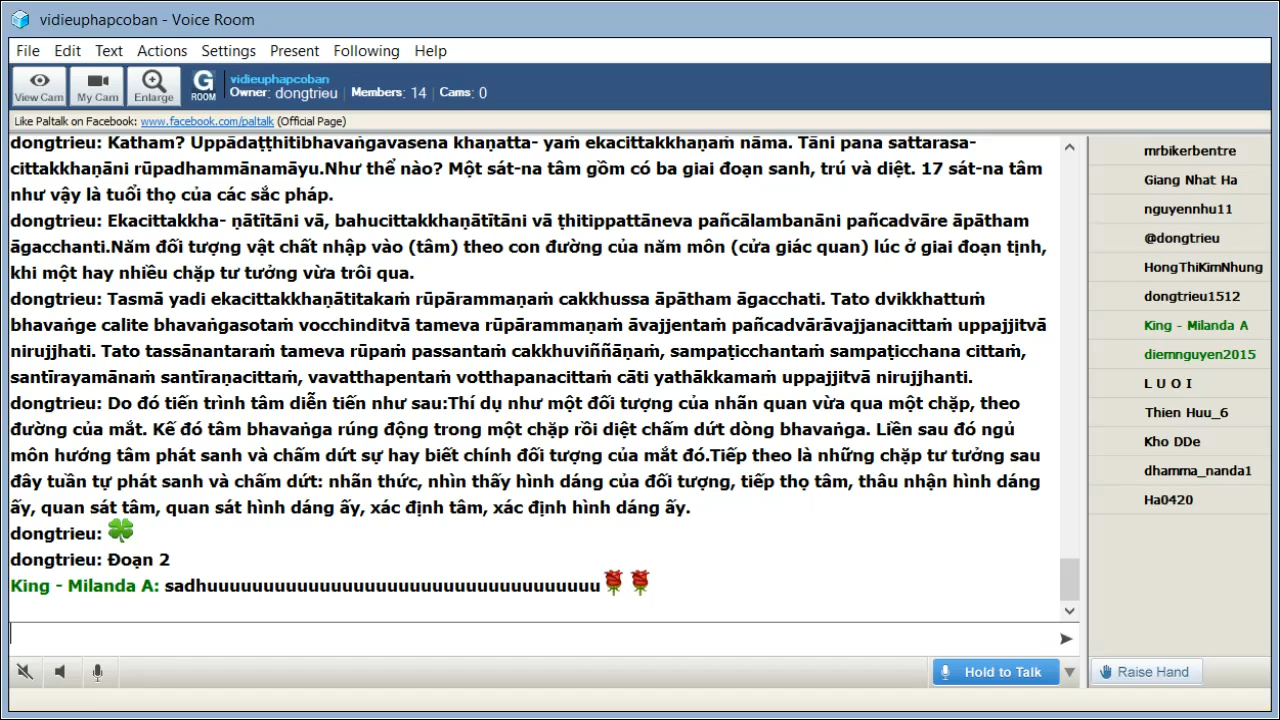 vidieuphapcoban - Voice Room
File Edit Text Actions Settings Present Following Help
View Cam My Cam Enlarge G ROOM vidieuphapcoban
Owner: dongtrieu | Members: 14 | Cams: 0
Like Paltalk on Facebook: www.facebook.com/paltalk (Official Page)
dongtrieu: Katham? Uppādaṭṭhitibhavaṅgavasena khaṇatta- yaṁ ekacittakkhaṇaṁ nāma. Tāni pana sattarasa-
cittakkhaṇāni rūpadhammānamāyu.Như thế nào? Một sát-na tâm gồm có ba giai đoạn sanh, trú và diệt. 17 sát-na tâm
như vậy là tuổi thọ của các sắc pháp.
dongtrieu: Ekacittakkha- ṇātītāni vā, bahucittakkhaṇātītāni vā ṭhitippattāneva pañcālambanāni pañcadvāre āpātham
āgacchanti.Năm đối tượng vật chất nhập vào (tâm) theo con đường của năm môn (cửa giác quan) lúc ở giai đoạn tịnh,
khi một hay nhiều chặp tư tưởng vừa trôi qua.
dongtrieu: Tasmā yadi ekacittakkhaṇātitakaṁ rūpārammaṇaṁ cakkhussa āpātham āgacchati. Tato dvikkhattuṁ
bhavaṅge calite bhavaṅgasotaṁ vocchinditvā tameva rūpārammaṇaṁ āvajjentaṁ pañcadvārāvajjanacittaṁ uppajjitvā
nirujjhati. Tato tassānantaraṁ tameva rūpaṁ passantaṁ cakkhuviññāṇaṁ, sampaṭicchantaṁ sampaṭicchana cittaṁ,
santīrayamānaṁ santīraṇacittaṁ, vavatthapentaṁ votthapanacittaṁ cāti yathākkamaṁ uppajjitvā nirujjhanti.
dongtrieu: Do đó tiến trình tâm diễn tiến như sau:Thí dụ như một đối tượng của nhãn quan vừa qua một chặp, theo
đường của mắt. Kế đó tâm bhavaṅga rúng động trong một chặp rồi diệt chấm dứt dòng bhavaṅga. Liền sau đó ngủ
môn hướng tâm phát sanh và chấm dứt sự hay biết chính đối tượng của mắt đó.Tiếp theo là những chặp tư tưởng sau
đây tuần tự phát sanh và chấm dứt: nhãn thức, nhìn thấy hình dáng của đối tượng, tiếp thọ tâm, thâu nhận hình dáng
ấy, quan sát tâm, quan sát hình dáng ấy, xác định tâm, xác định hình dáng ấy.
dongtrieu:
dongtrieu: Đoạn 2
King - Milanda A: sadhuuuuuuuuuuuuuuuuuuuuuuuuuuuuuuuuuuu
mrbikerbentre
Giang Nhat Ha
nguyennhu11
@dongtrieu
HongThiKimNhung
dongtrieu1512
King - Milanda A
diemnguyen2015
L U O I
Thien Huu_6
Kho DDe
dhamma_nanda1
Ha0420
Hold to Talk
Raise Hand